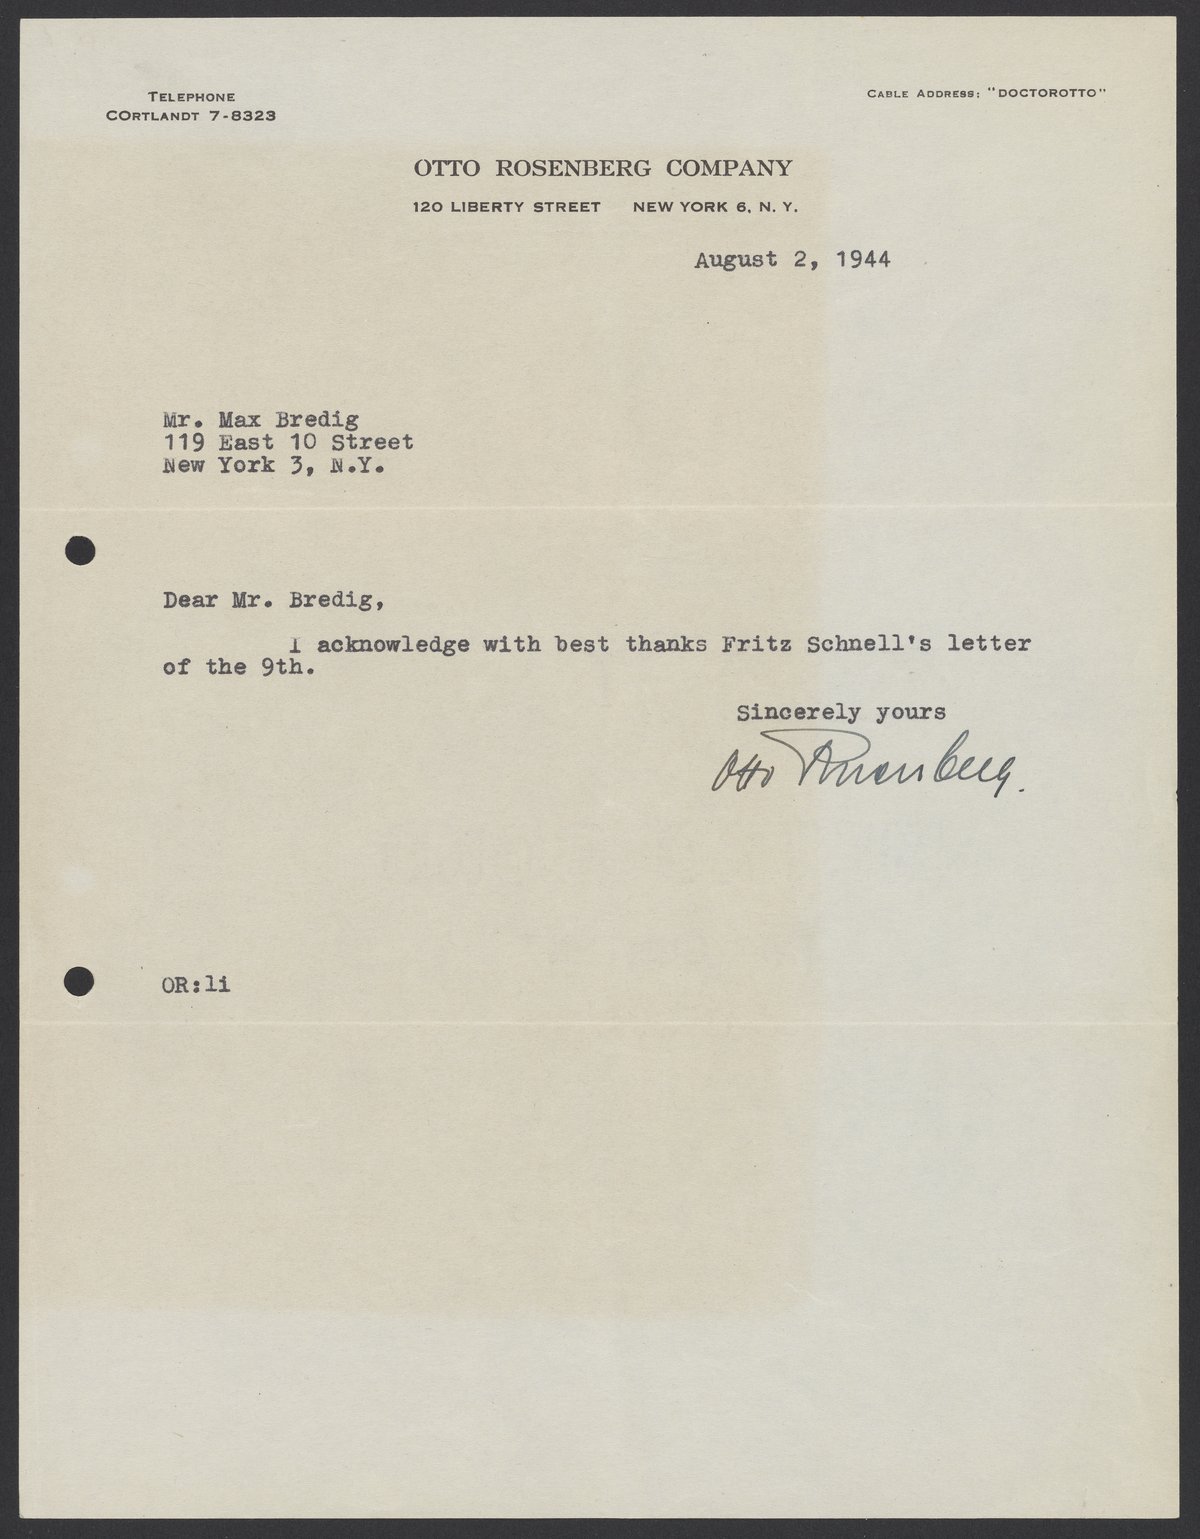 TELEPHONE
CORTLANDT 7-8323
CABLE ADDRESS: "DOCTOROTTO"
OTTO ROSENBERG COMPANY
120 LIBERTY STREET NEW YORK 6, N. Y.
August 2, 1944
Mr. Max Bredig
119 East 10 Street
New York 3, N.Y.
Dear Mr. Bredig,
I acknowledge with best thanks Fritz Schnell's letter
of the 9th.
Sincerely yours
Otto Rosenberg.
OR:li